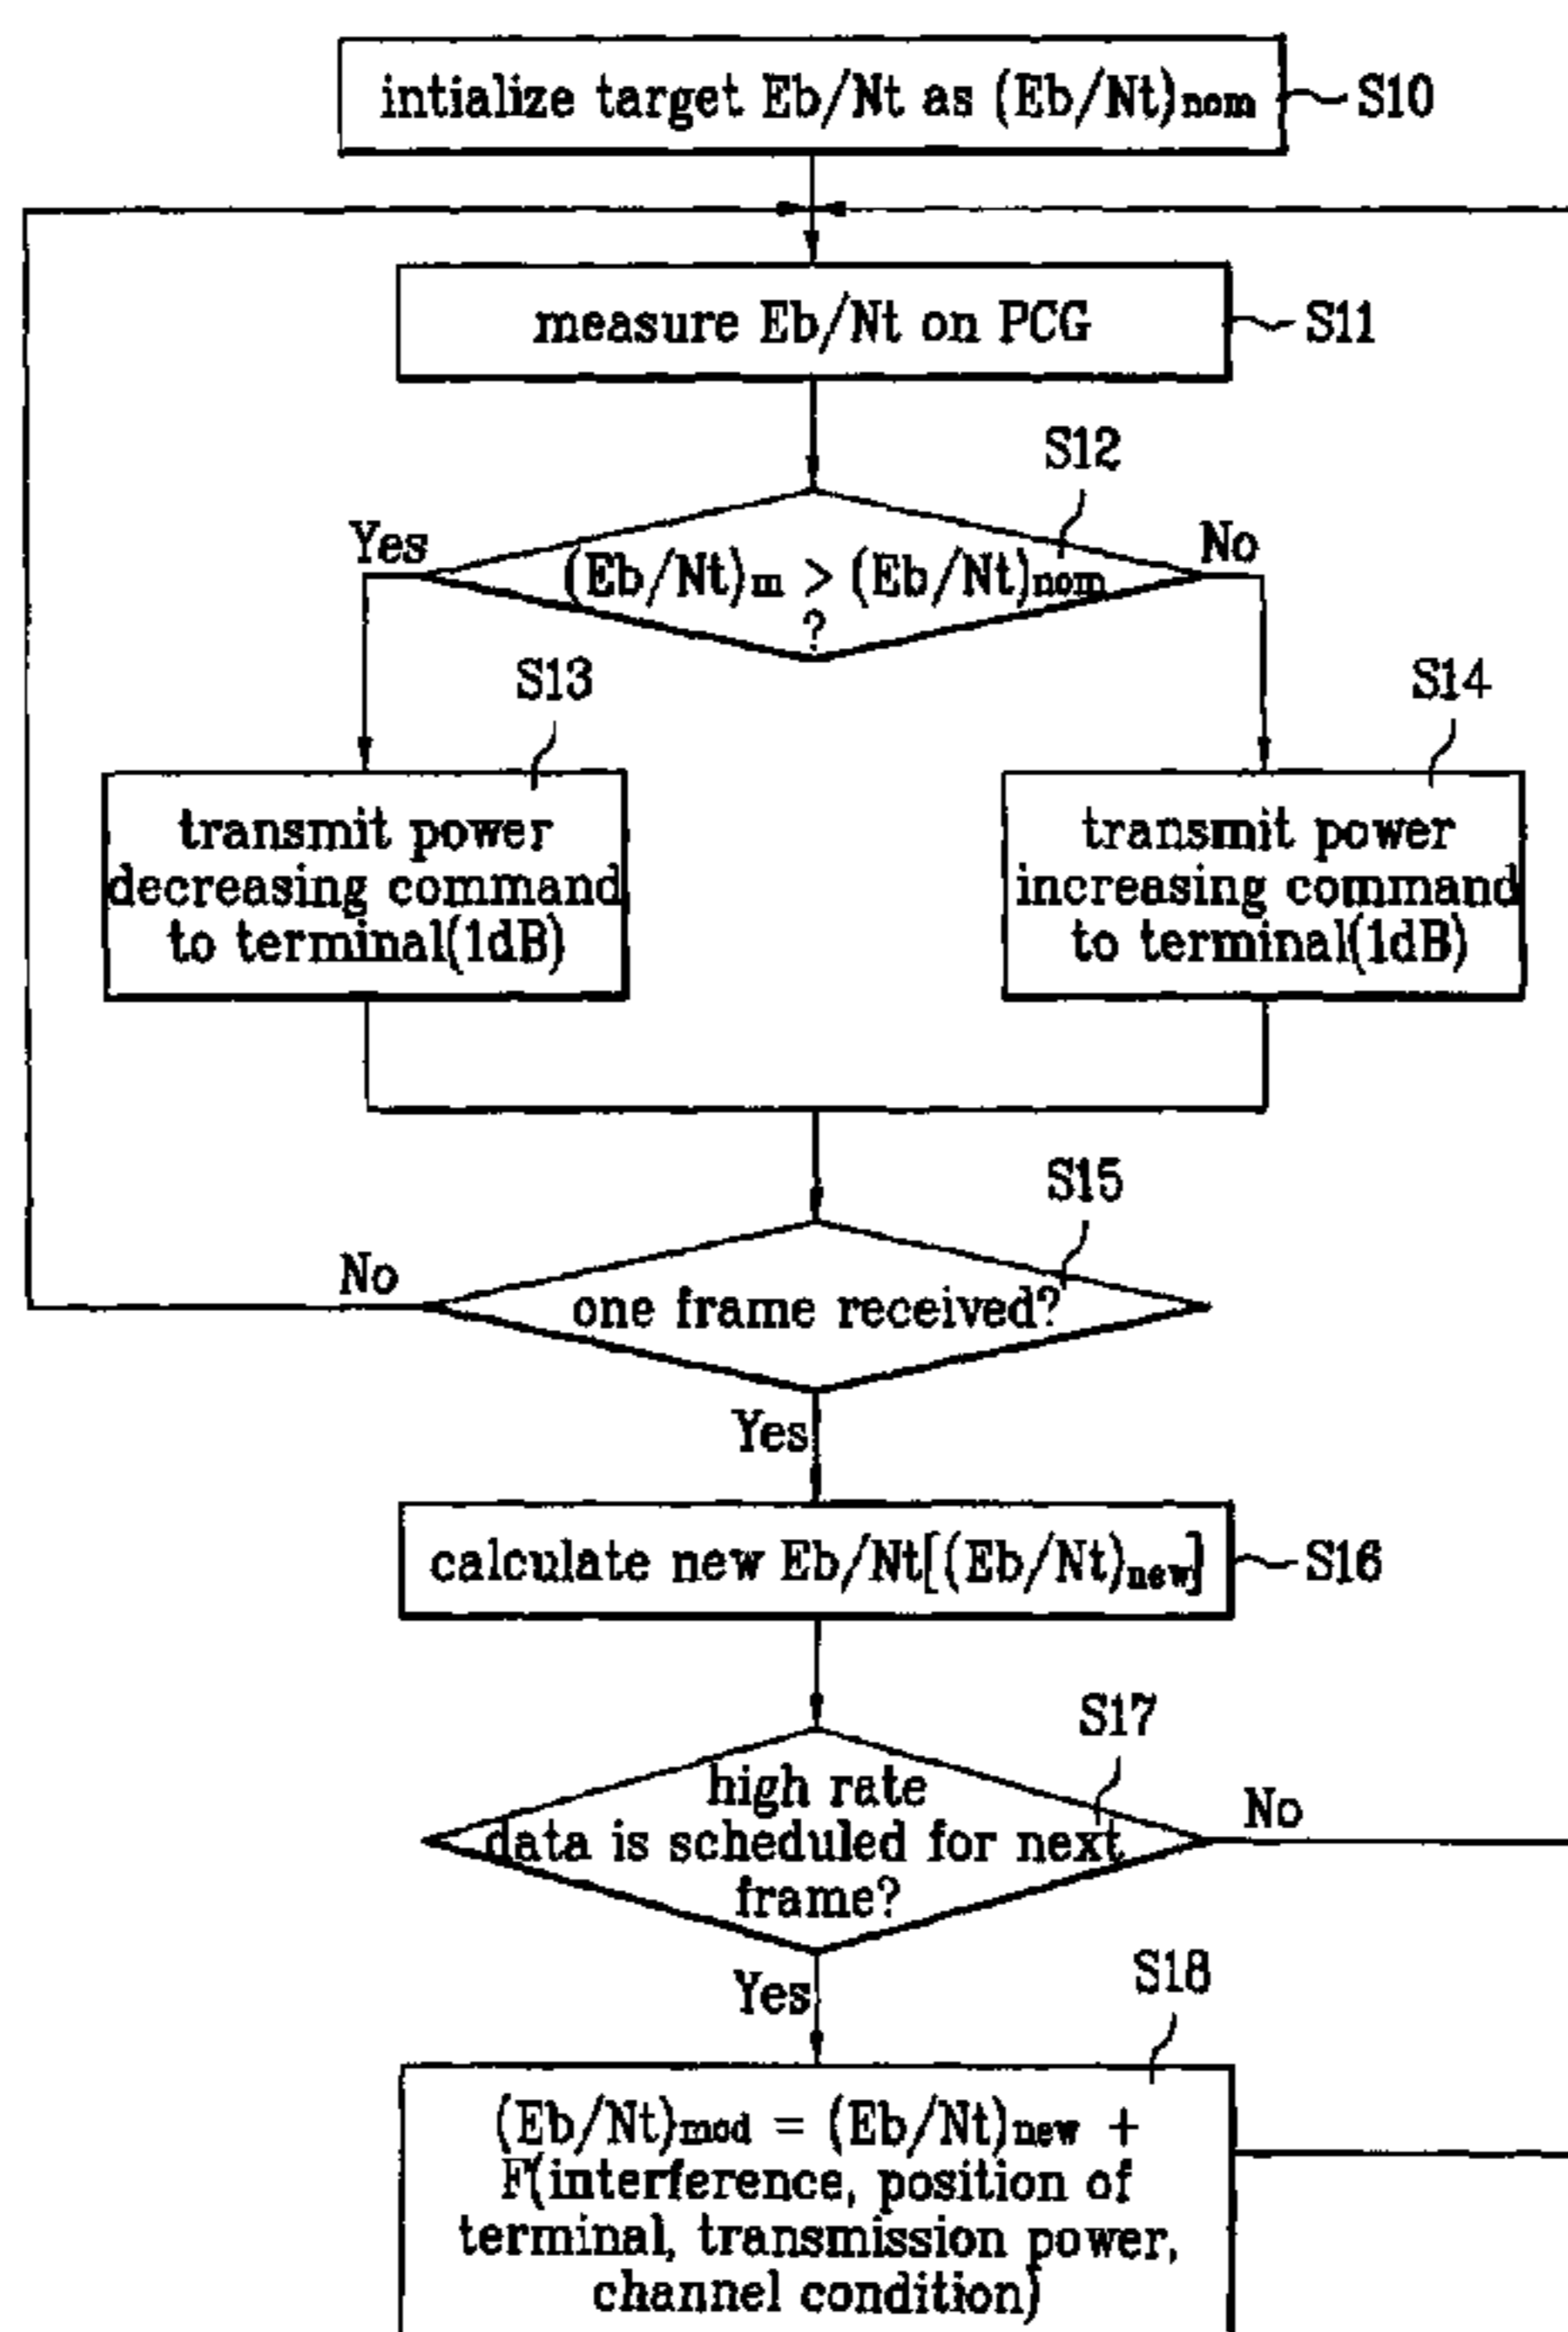 intialize target Eb/Nt as (Eb/Nt)nom
S10
measure Eb/Nt on PCG
S11
S12
Yes
No
(Eb/Nt)m > (Eb/Nt)nom
?
S13
S14
transmit power
decreasing command
to terminal(1dB)
transmit power
increasing command
to terminal(1dB)
S15
No
one frame received?
Yes
calculate new Eb/Nt[(Eb/Nt)new]
S16
S17
high rate
data is scheduled for next
frame?
No
Yes
S18
(Eb/Nt)mod = (Eb/Nt)new +
F(interference, position of
terminal, transmission power,
channel condition)